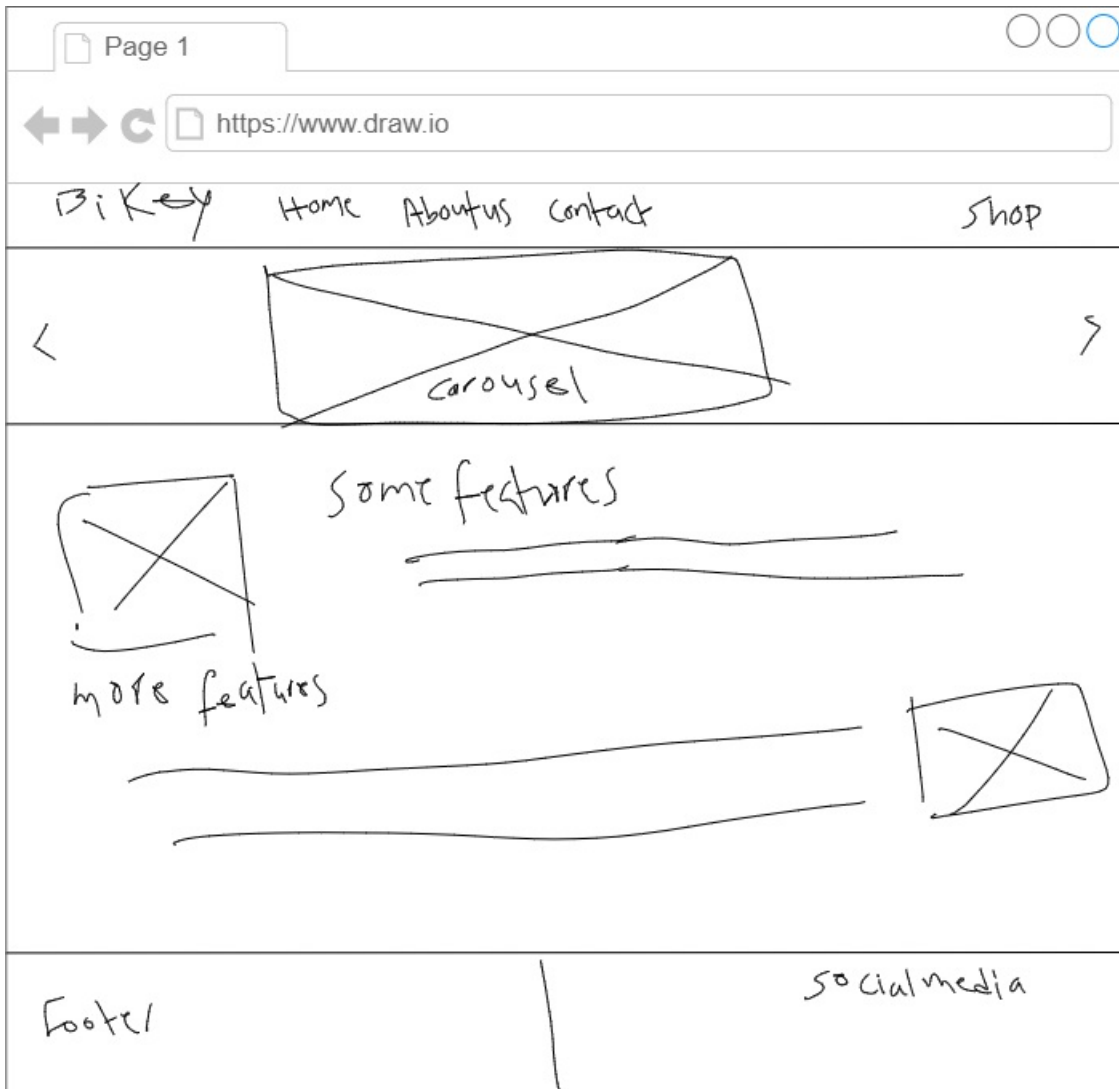 Page 1
https://www.draw.io
BiKey Home Aboutus Contact Shop
< >
carousel
Some features
more features
socialmedia
Footer